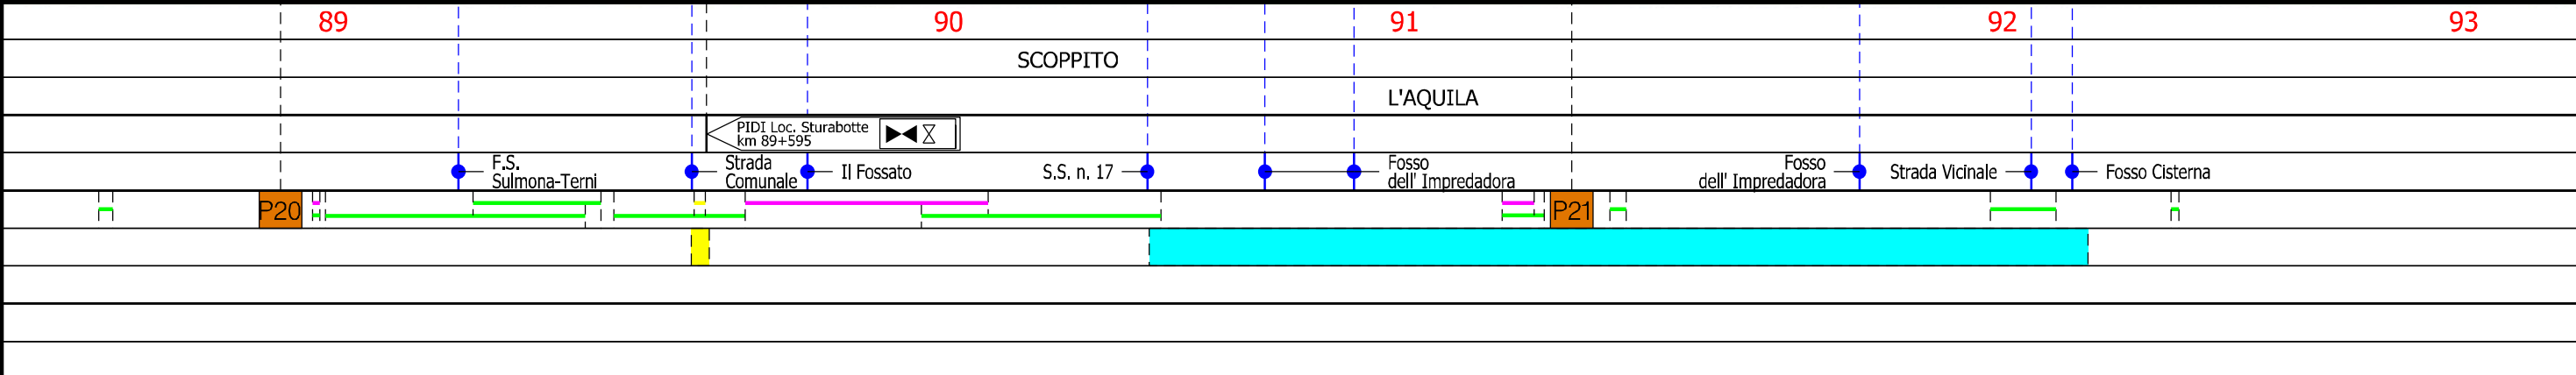 89 90 91 92 93
SCOPPITO
L'AQUILA
PIDI Loc. Sturabotte
km 89+595
F.S.
Sulmona-Terni
Strada
Comunale
Il Fossato
S.S. n. 17
Fosso
dell' Impredadora
Fosso
dell' Impredadora
Strada Vicinale
Fosso Cisterna
P20 P21